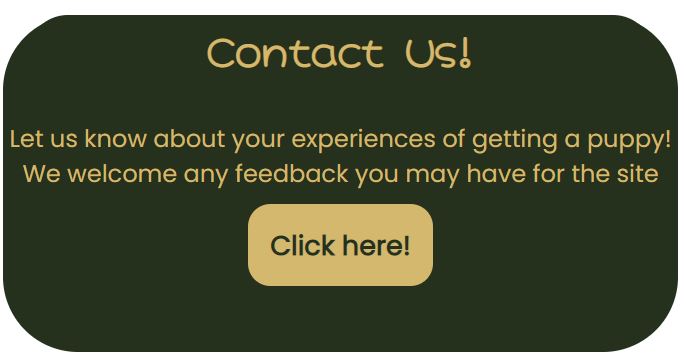 Contact Us!
Let us know about your experiences of getting a puppy!
We welcome any feedback you may have for the site
Click here!